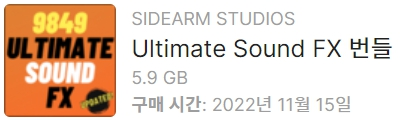 9849
ULTIMATE
SOUND
FX
UPDATED
SIDEARM STUDIOS
Ultimate Sound FX 번들
5.9 GB
구매 시간: 2022년 11월 15일